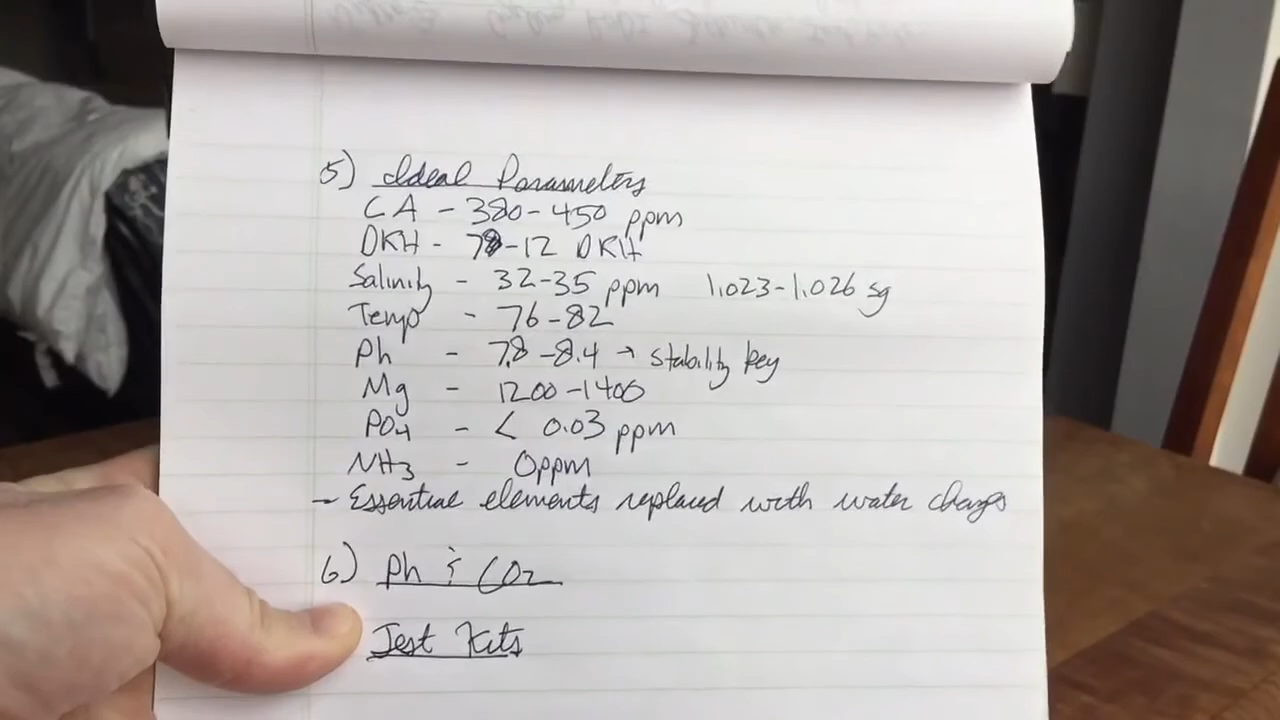 5) Ideal Parameters
CA - 380-450 ppm
DKH - 7-12 DKH
Salinity - 32-35 ppm 1.023-1.026 sg
Temp - 76-82
Ph - 7.8-8.4 → stability key
Mg - 1200-1400
PO4 - < 0.03 ppm
NH3 - 0ppm
- Essential elements replaced with water changes
6) Ph & CO2
Test Kits